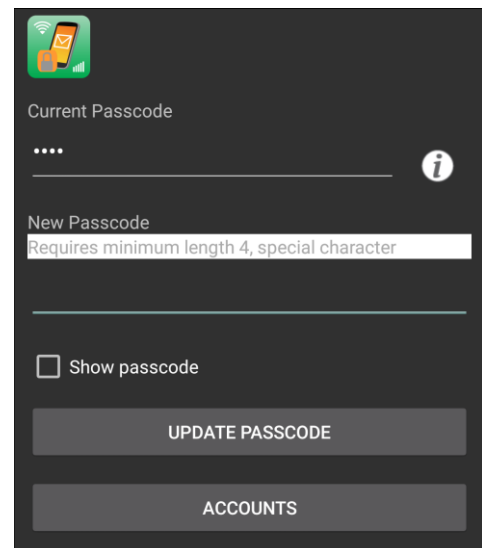 Current Passcode
••••
New Passcode
Requires minimum length 4, special character
Show passcode
UPDATE PASSCODE
ACCOUNTS